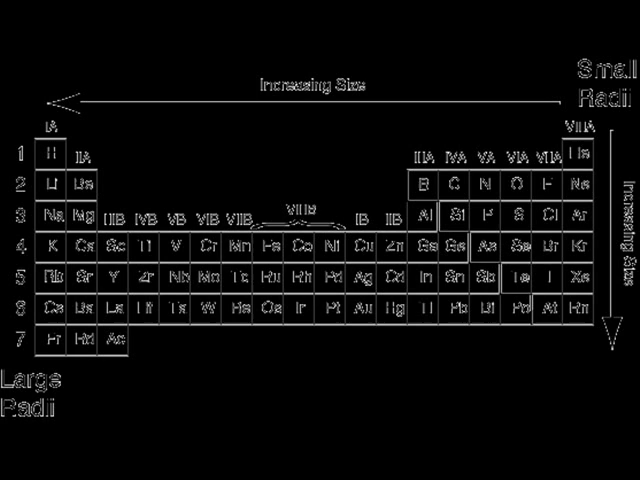 Small
Increasing Size
Radii
IA
VIIIA
1 H IIA IIIA IVA VA VIA VIIA He
2 Li Be B C N O F Ne
3 Na Mg IIIB IVB VB VIB VIIB VIIIB IB IIB Al Si P S Cl Ar
4 K Ca Sc Ti V Cr Mn Fe Co Ni Cu Zn Ga Ge As Se Br Kr
5 Rb Sr Y Zr Nb Mo Tc Ru Rh Pd Ag Cd In Sn Sb Te I Xe
6 Cs Ba La Hf Ta W Re Os Ir Pt Au Hg Tl Pb Bi Po At Rn
7 Fr Rd Ac
Increasing Size
Large
Radii